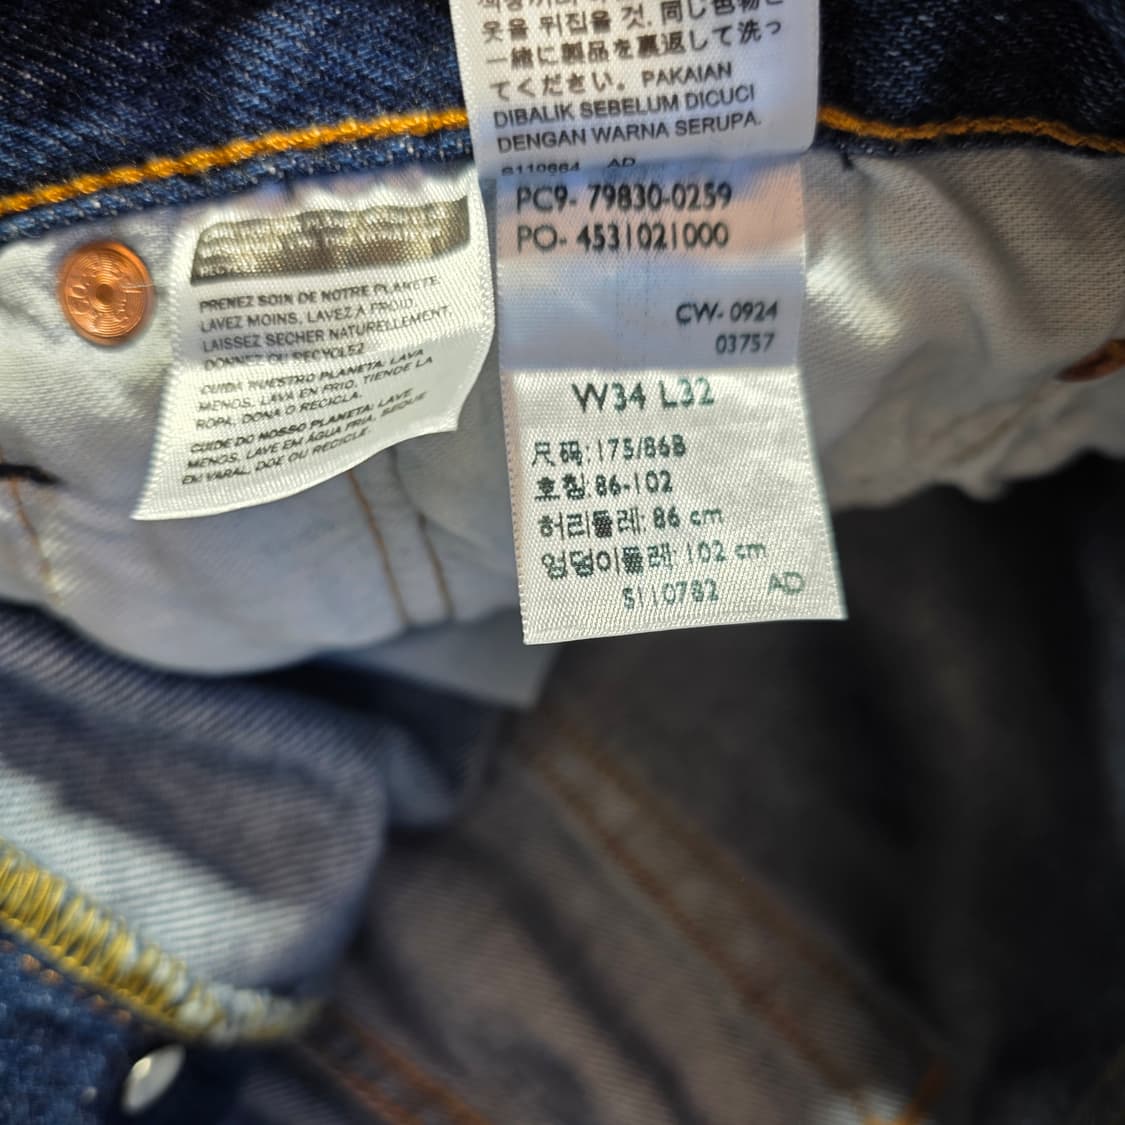 옷을 뒤집을 것. 同じ色物と
一緒に製品を裏返して洗っ
てください。 PAKAIAN
DIBALIK SEBELUM DICUCI
DENGAN WARNA SERUPA.
AD
PC9- 79830-0259
PO- 4531021000
CW- 0924
03757
W34 L32
尺码:175/86B
호칭:86-102
허리둘레: 86 cm
엉덩이둘레: 102 cm
S110782 AD
PRENEZ SOIN DE NOTRE PLANÈTE:
LAVEZ MOINS, LAVEZ À FROID,
LAISSEZ SÉCHER NATURELLEMENT,
DONNEZ OU RECYCLEZ.
CUIDA NUESTRO PLANETA: LAVA
MENOS, LAVA EN FRÍO, TIENDE LA
ROPA, DONA O RECICLA.
CUIDE DO NOSSO PLANETA: LAVE
MENOS, LAVE EM ÁGUA FRIA, SEQUE
EM VARAL, DOE OU RECICLE.